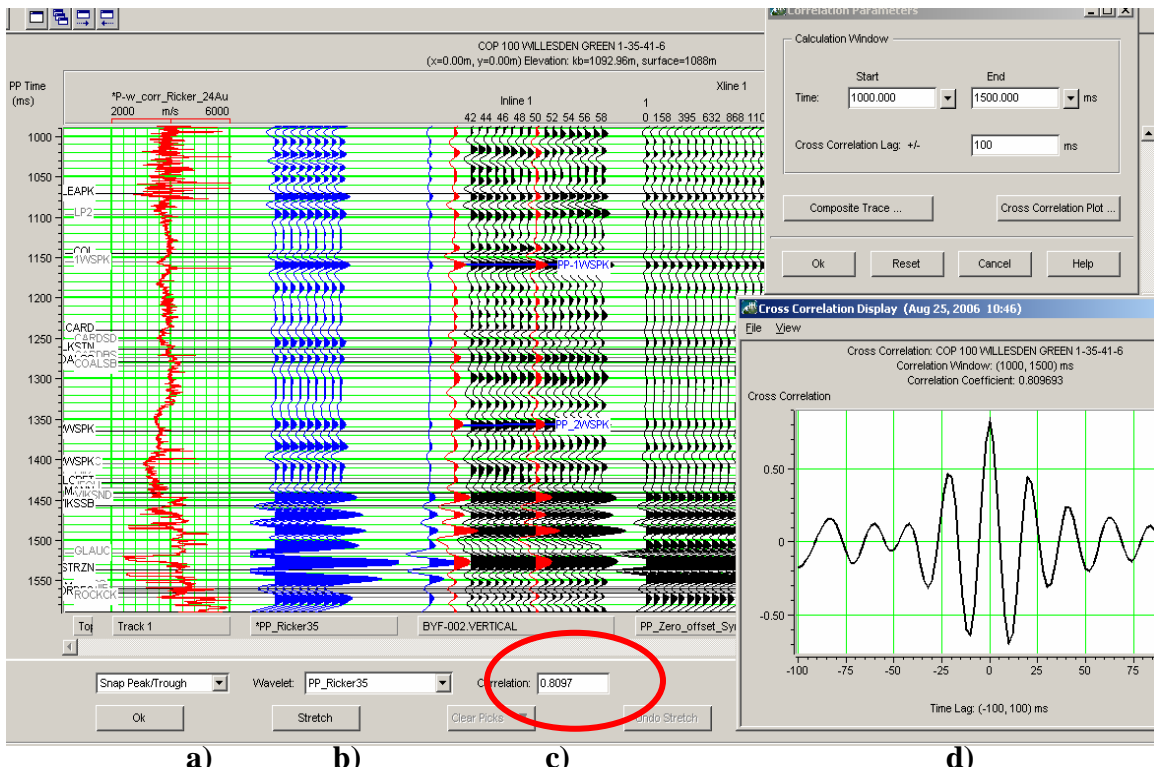 COP 100 WILLESDEN GREEN 1-35-41-6
(x=0.00m, y=0.00m) Elevation: kb=1092.96m, surface=1088m
PP Time
(ms)
*P-w_corr_Ricker_24Au
2000 m/s 6000
Inline 1
42 44 46 48 50 52 54 56 58
Xline 1
1
0 158 395 632 868 110
1000
1050
LEAPK
LP2
1100
COL
1150
1WSPK
PP-1WSPK
1200
CARD
1250
CARDSD
LKSTN
COALSB
1300
1350
PP_2WSPK
WSPK
1400
WSPK
1450
VIKSND
IKSSB
1500
GLAUC
STRZN
1550
ROCKCK
Top
Track 1
*PP_Ricker35
BYF-002.VERTICAL
PP_Zero_offset_Syn
Snap Peak/Trough
Wavelet:
PP_Ricker35
Correlation:
0.8097
Ok
Stretch
Clear Picks
Undo Stretch
Correlation Parameters
Calculation Window
Start
End
Time:
1000.000
1500.000
ms
Cross Correlation Lag: +/-
100
ms
Composite Trace ...
Cross Correlation Plot ...
Ok
Reset
Cancel
Help
Cross Correlation Display (Aug 25, 2006 10:46)
File View
Cross Correlation: COP 100 WILLESDEN GREEN 1-35-41-6
Correlation Window: (1000, 1500) ms
Correlation Coefficient: 0.809693
Cross Correlation
0.50
0
-0.50
-100 -75 -50 -25 0 25 50 75
Time Lag: (-100, 100) ms
a) b) c) d)